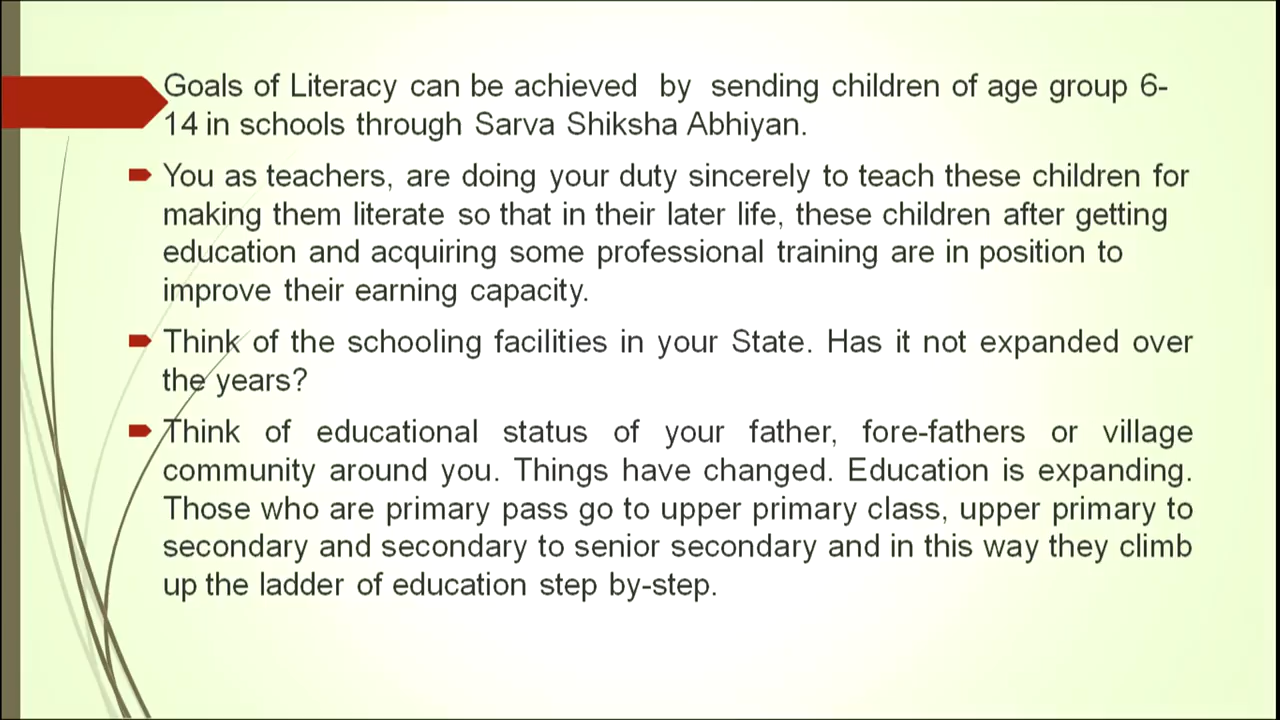 Goals of Literacy can be achieved by sending children of age group 6-
14 in schools through Sarva Shiksha Abhiyan.
You as teachers, are doing your duty sincerely to teach these children for
making them literate so that in their later life, these children after getting
education and acquiring some professional training are in position to
improve their earning capacity.
Think of the schooling facilities in your State. Has it not expanded over
the years?
Think of educational status of your father, fore-fathers or village
community around you. Things have changed. Education is expanding.
Those who are primary pass go to upper primary class, upper primary to
secondary and secondary to senior secondary and in this way they climb
up the ladder of education step by-step.